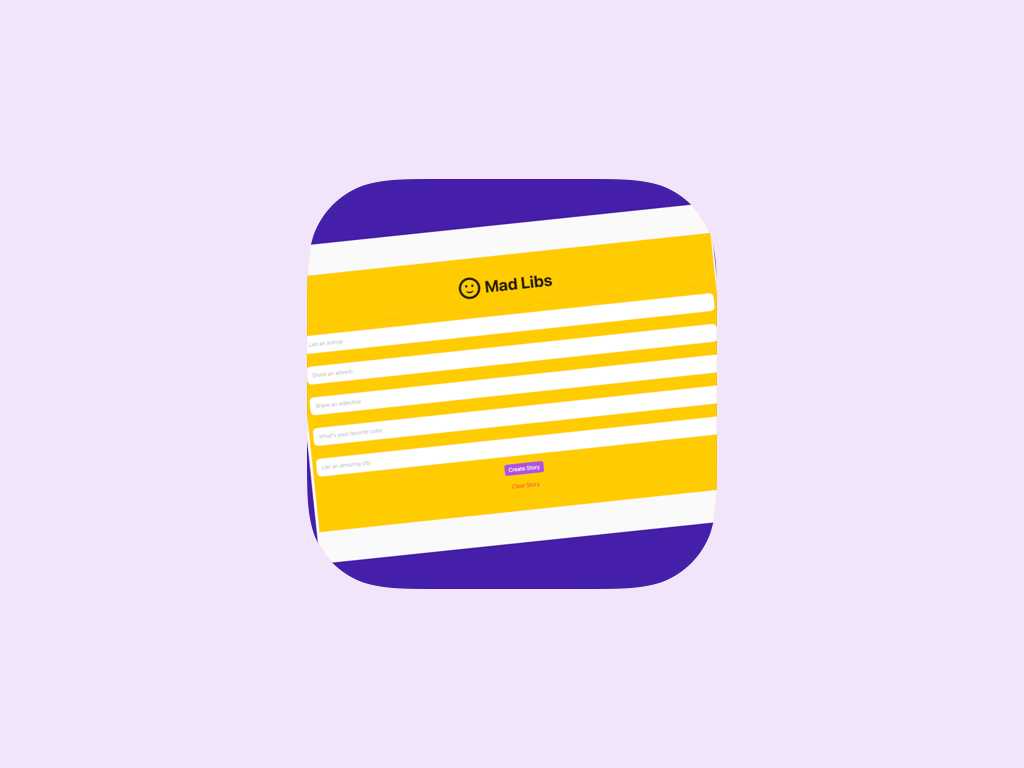 Mad Libs
List an animal
Share an adverb
Share an adjective
What's your favorite color
List an amazing city
Create Story
Clear Story